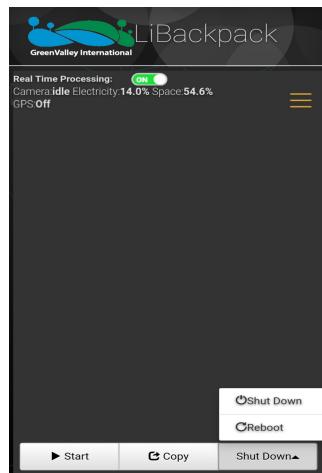 LiBackpack
GreenValley International
Real Time Processing: ON
Camera:idle Electricity:14.0% Space:54.6%
GPS:Off
Shut Down
Reboot
Start Copy Shut Down